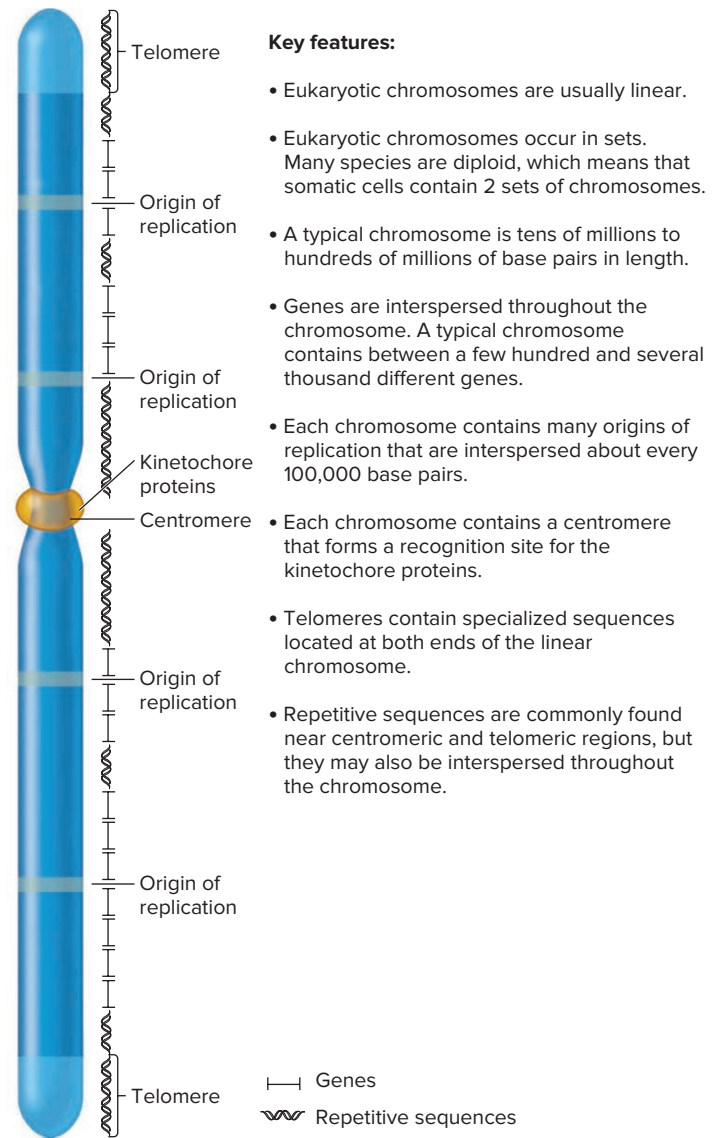 Telomere
Origin of
replication
Origin of
replication
Kinetochore
proteins
Centromere
Origin of
replication
Origin of
replication
Telomere
Key features:
• Eukaryotic chromosomes are usually linear.
• Eukaryotic chromosomes occur in sets.
Many species are diploid, which means that
somatic cells contain 2 sets of chromosomes.
• A typical chromosome is tens of millions to
hundreds of millions of base pairs in length.
• Genes are interspersed throughout the
chromosome. A typical chromosome
contains between a few hundred and several
thousand different genes.
• Each chromosome contains many origins of
replication that are interspersed about every
100,000 base pairs.
• Each chromosome contains a centromere
that forms a recognition site for the
kinetochore proteins.
• Telomeres contain specialized sequences
located at both ends of the linear
chromosome.
• Repetitive sequences are commonly found
near centromeric and telomeric regions, but
they may also be interspersed throughout
the chromosome.
Genes
Repetitive sequences